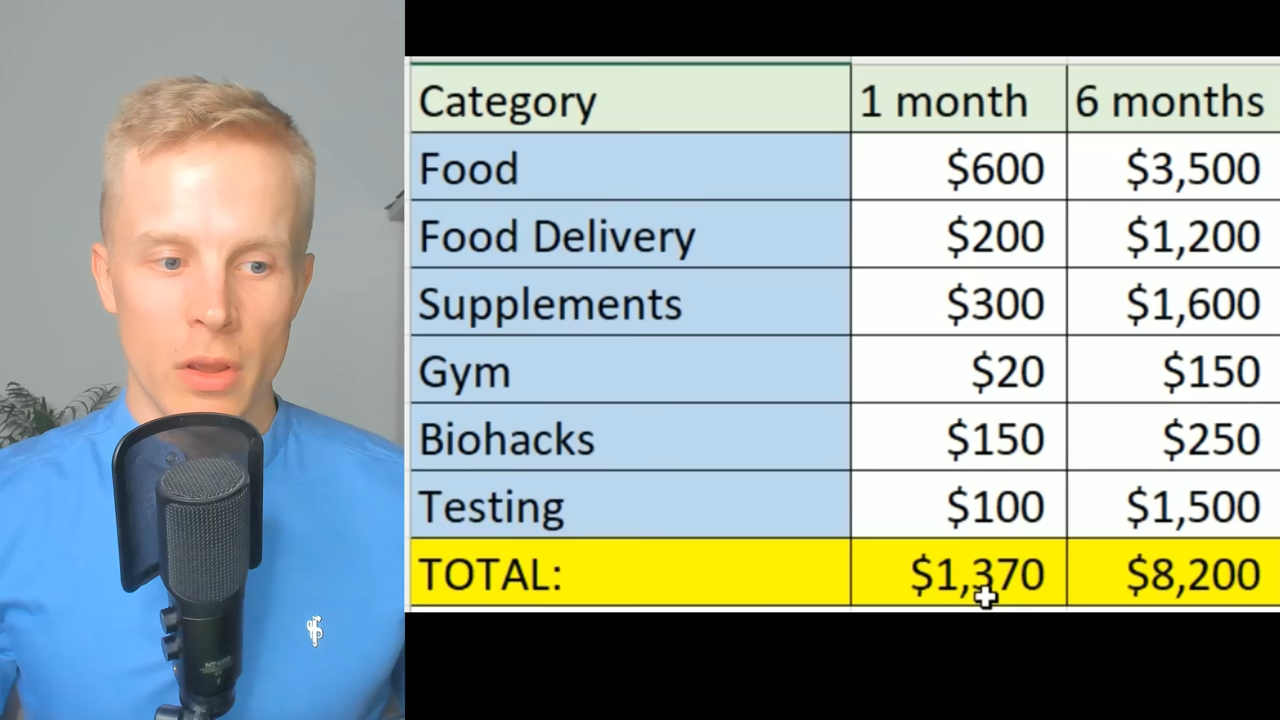 Category 1 month 6 months
Food $600 $3,500
Food Delivery $200 $1,200
Supplements $300 $1,600
Gym $20 $150
Biohacks $150 $250
Testing $100 $1,500
TOTAL: $1,370 $8,200